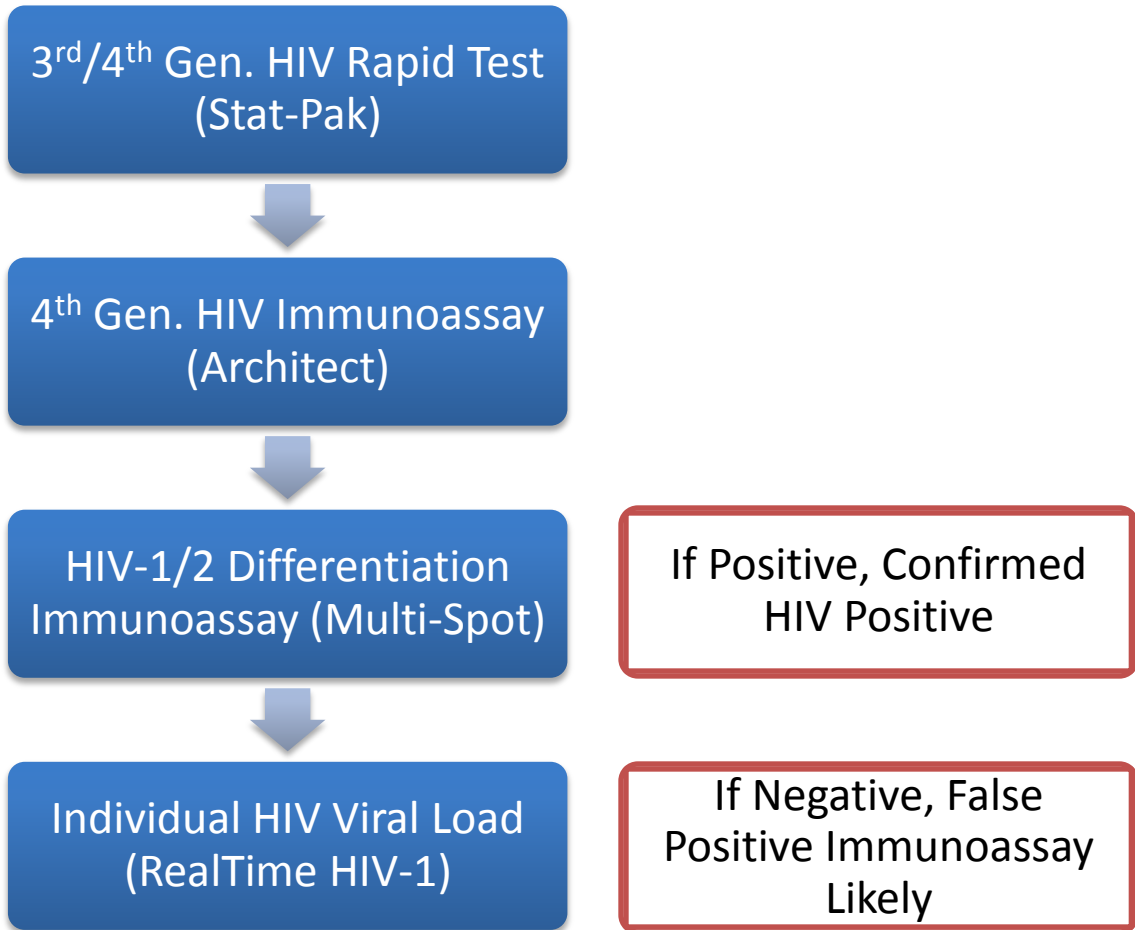 3rd/4th Gen. HIV Rapid Test
(Stat-Pak)
4th Gen. HIV Immunoassay
(Architect)
HIV-1/2 Differentiation
Immunoassay (Multi-Spot)
If Positive, Confirmed
HIV Positive
Individual HIV Viral Load
(RealTime HIV-1)
If Negative, False
Positive Immunoassay
Likely